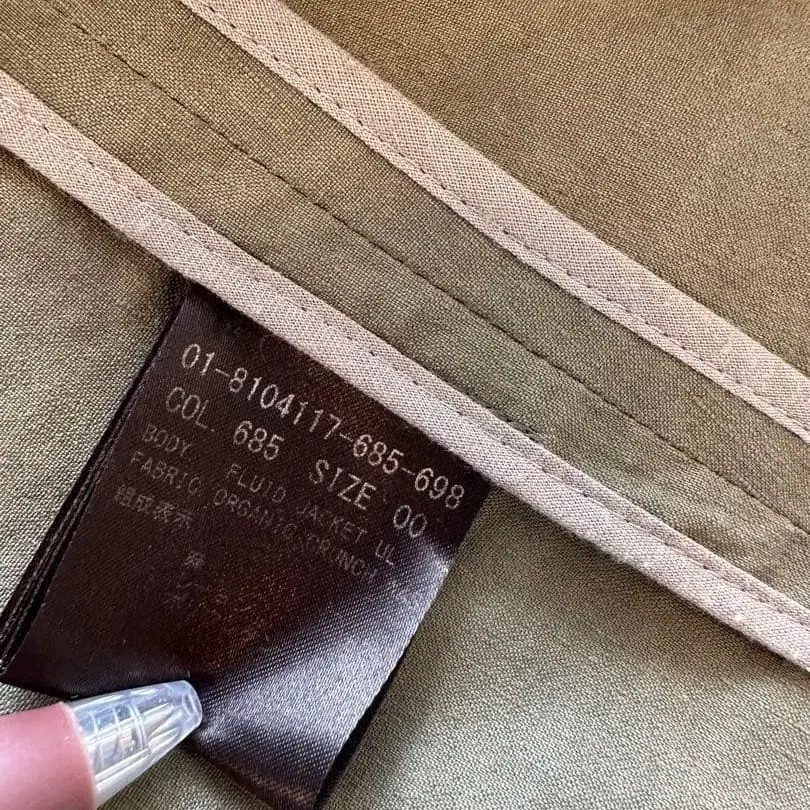 01-8104117-685-698
COL. 685 SIZE 00
BODY FLUID JACKET UL
FABRIC ORGANIC CRUNCH
組成表示
麻